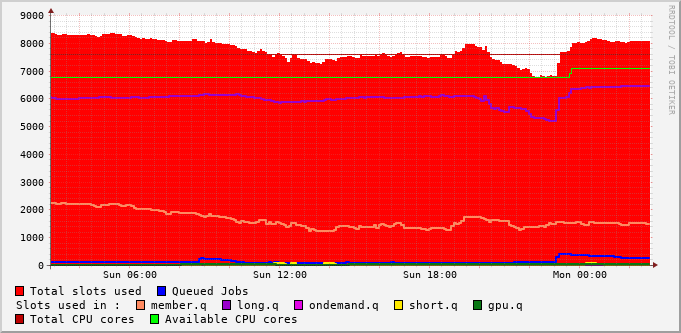 RRDTOOL / TOBI OETIKER
9000
8000
7000
6000
5000
4000
3000
2000
1000
0
Sun 06:00 Sun 12:00 Sun 18:00 Mon 00:00
Total slots used Queued Jobs
Slots used in : member.q long.q ondemand.q short.q gpu.q
Total CPU cores Available CPU cores